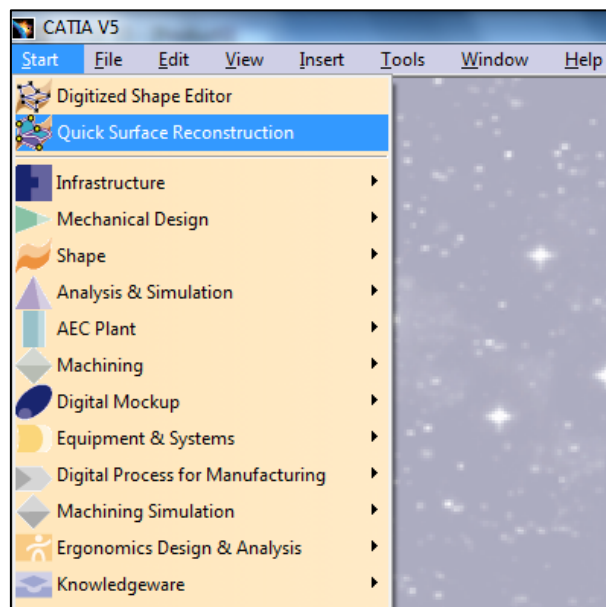 CATIA V5
Start File Edit View Insert Tools Window Help
Digitized Shape Editor
Quick Surface Reconstruction
Infrastructure
Mechanical Design
Shape
Analysis & Simulation
AEC Plant
Machining
Digital Mockup
Equipment & Systems
Digital Process for Manufacturing
Machining Simulation
Ergonomics Design & Analysis
Knowledgeware